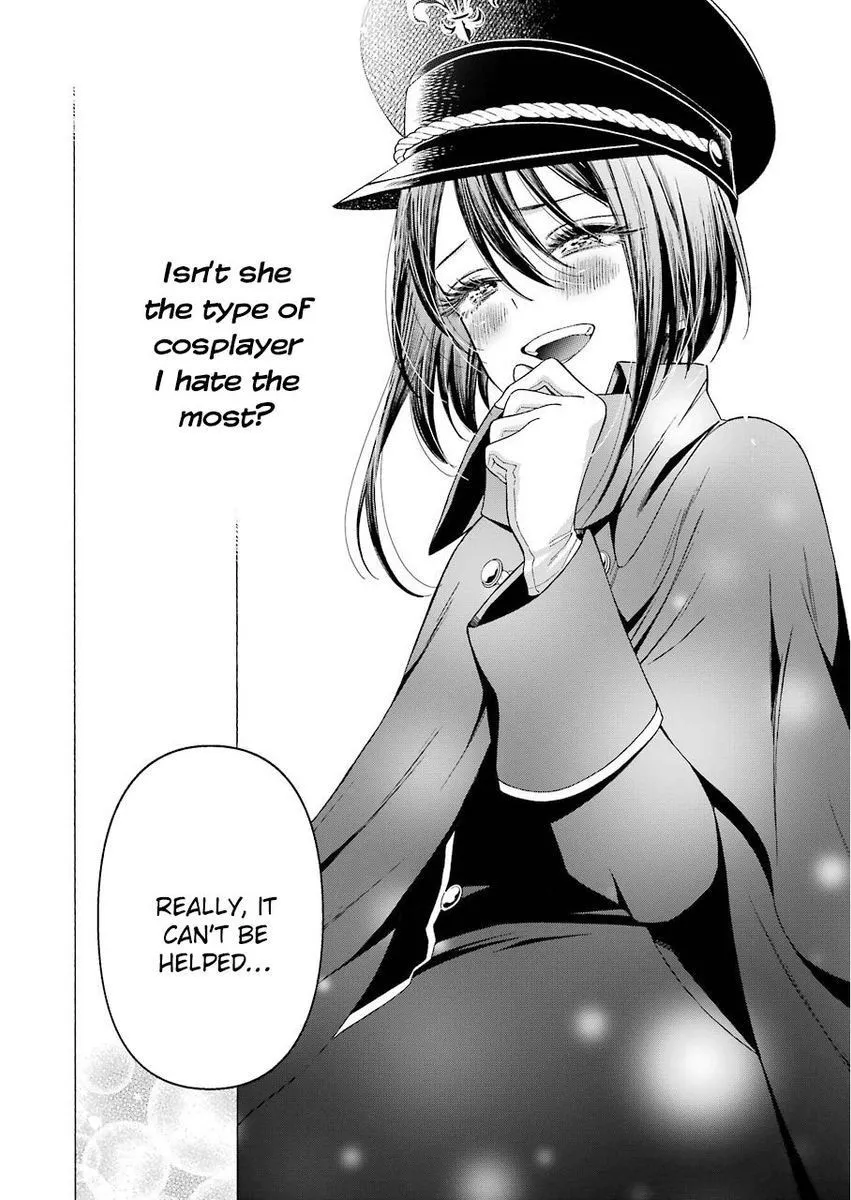 Isn't she
the type of
cosplayer
I hate the
most?
REALLY, IT
CAN'T BE
HELPED...